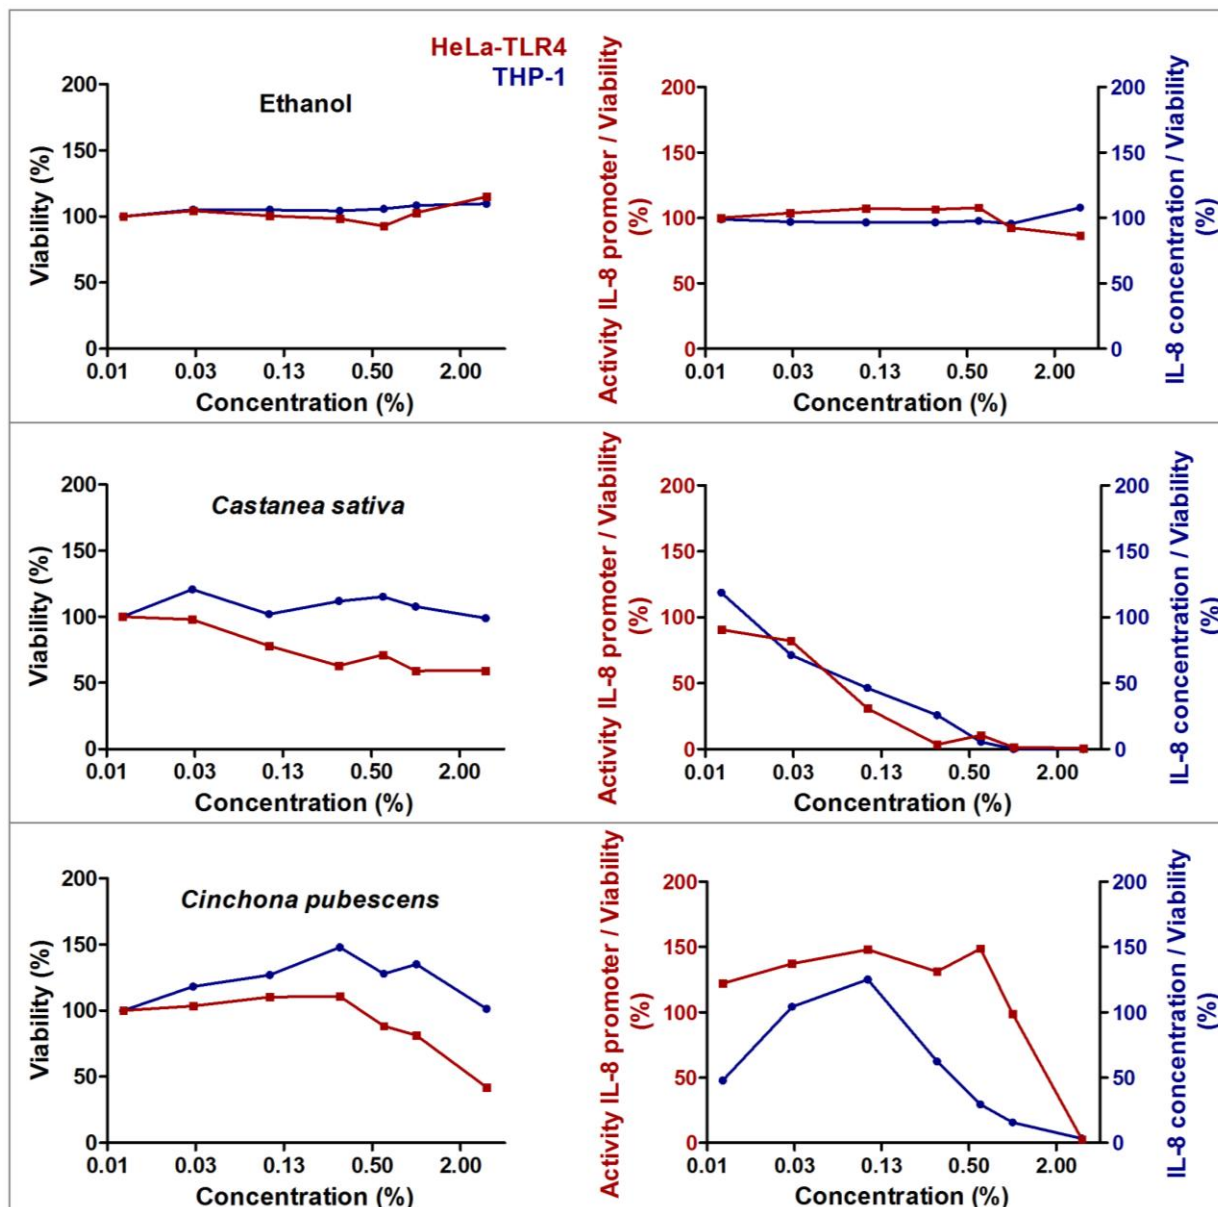 HeLa-TLR4
THP-1
Ethanol
Viability (%)
200
150
100
50
0
0.01 0.03 0.13 0.50 2.00
Concentration (%)
Activity IL-8 promoter / Viability
(%)
200
150
100
50
0
0.01 0.03 0.13 0.50 2.00
Concentration (%)
200
150
100
50
0
IL-8 concentration / Viability
(%)
Castanea sativa
Viability (%)
200
150
100
50
0
0.01 0.03 0.13 0.50 2.00
Concentration (%)
Activity IL-8 promoter / Viability
(%)
200
150
100
50
0
0.01 0.03 0.13 0.50 2.00
Concentration (%)
200
150
100
50
0
IL-8 concentration / Viability
(%)
Cinchona pubescens
Viability (%)
200
150
100
50
0
0.01 0.03 0.13 0.50 2.00
Concentration (%)
Activity IL-8 promoter / Viability
(%)
200
150
100
50
0
0.01 0.03 0.13 0.50 2.00
Concentration (%)
200
150
100
50
0
IL-8 concentration / Viability
(%)